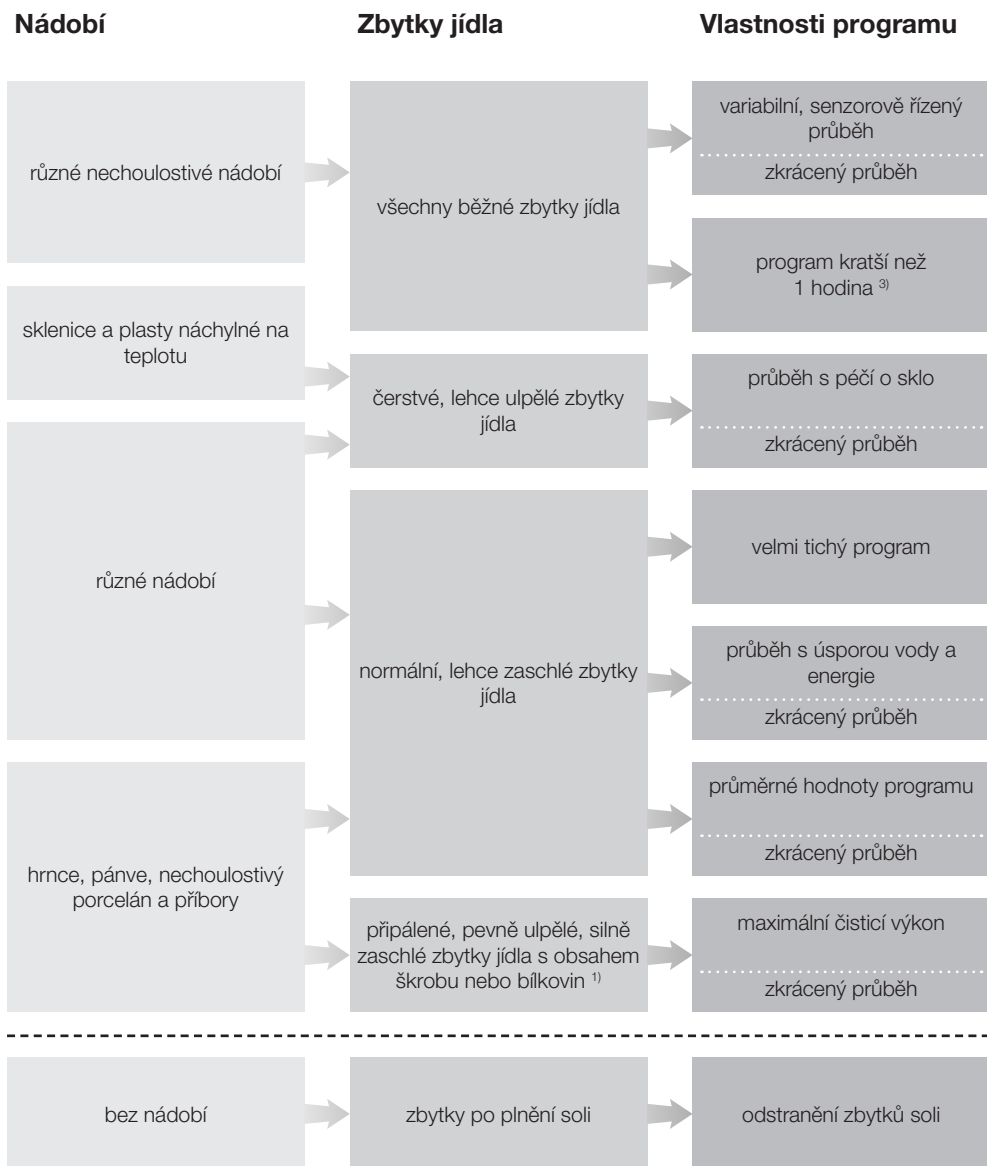 Nádobí
Zbytky jídla
Vlastnosti programu
různé nechoulostivé nádobí
všechny běžné zbytky jídla
variabilní, senzorově řízený
průběh
zkrácený průběh
program kratší než
1 hodina 3)
sklenice a plasty náchylné na
teplotu
čerstvé, lehce ulpělé zbytky
jídla
průběh s péčí o sklo
zkrácený průběh
různé nádobí
normální, lehce zaschlé zbytky
jídla
velmi tichý program
průběh s úsporou vody a
energie
zkrácený průběh
průměrné hodnoty programu
zkrácený průběh
hrnce, pánve, nechoulostivý
porcelán a příbory
připálené, pevně ulpělé, silně
zaschlé zbytky jídla s obsahem
škrobu nebo bílkovin 1)
maximální čisticí výkon
zkrácený průběh
bez nádobí
zbytky po plnění soli
odstranění zbytků soli